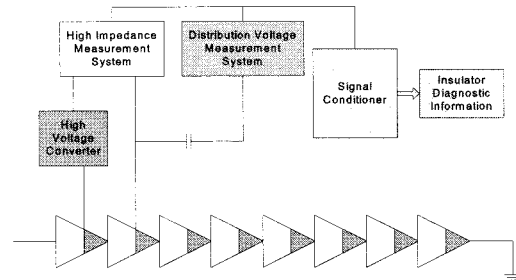 High Impedance
Measurement
System
Distribution Voltage
Measurement
System
Signal
Conditioner
Insulator
Diagnostic
Information
High
Voltage
Converter